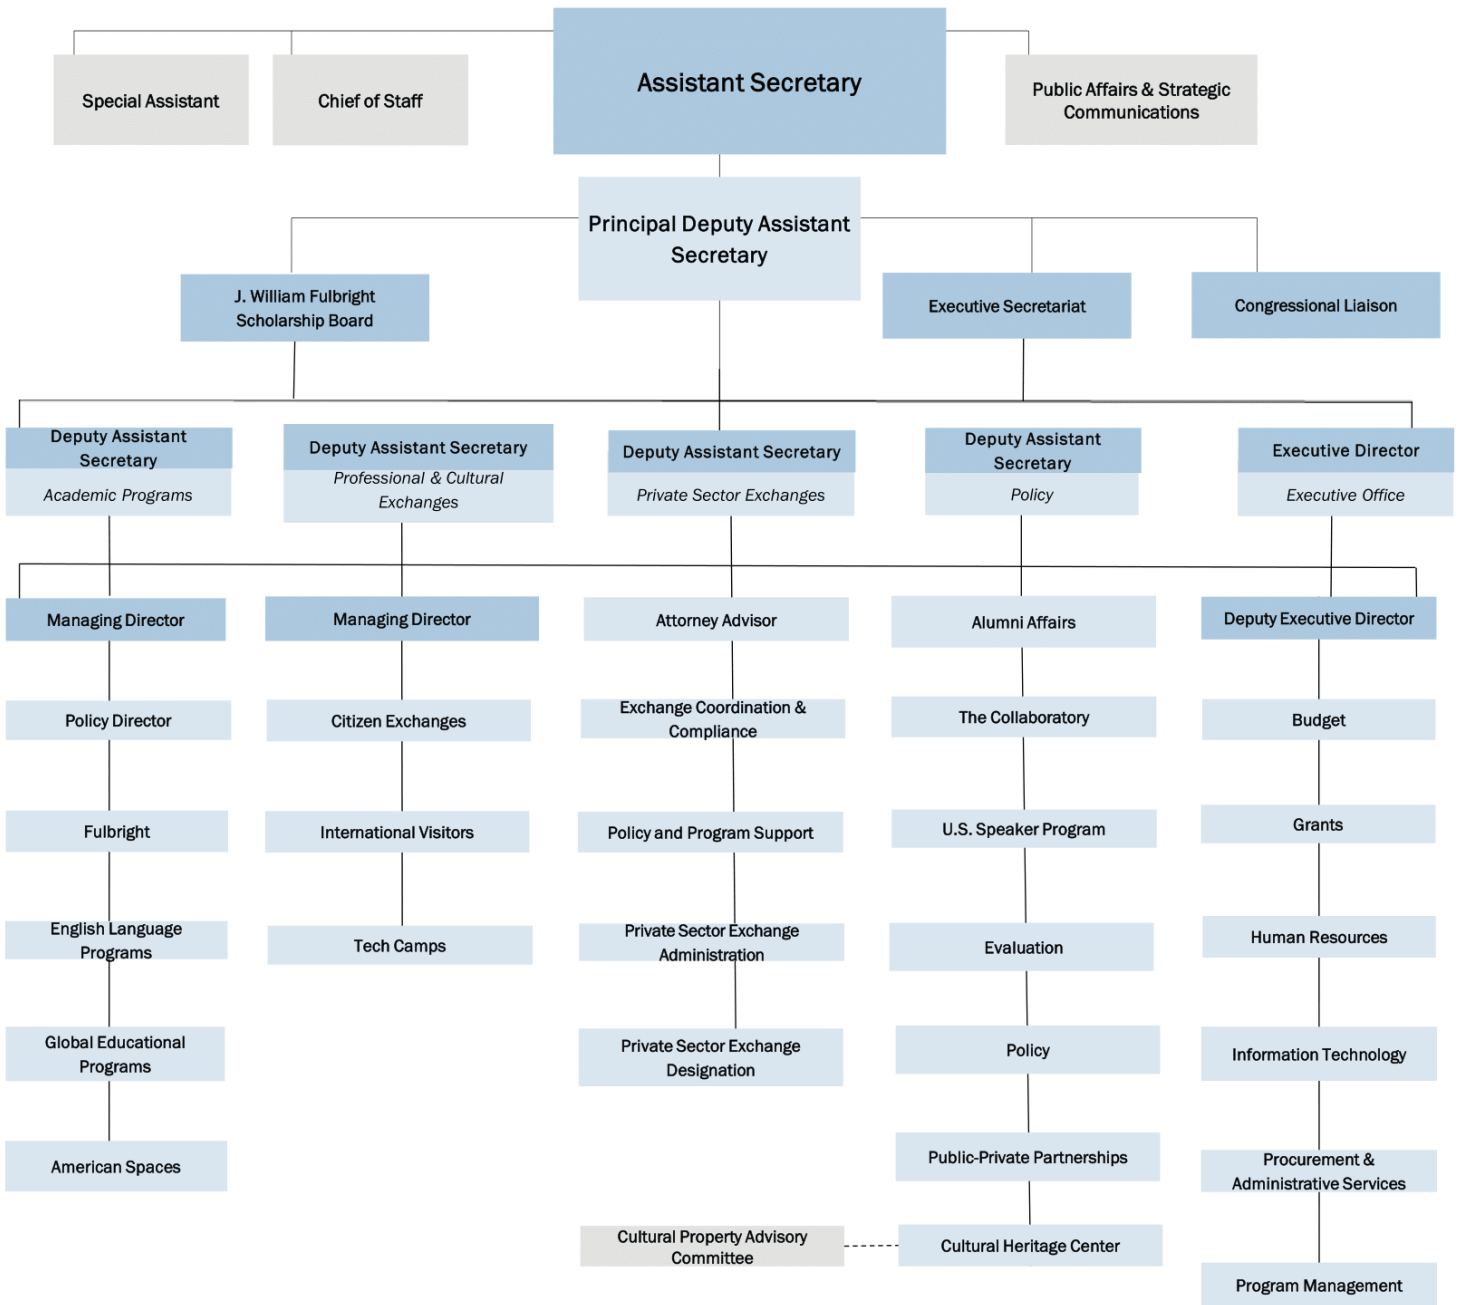 Assistant Secretary
Special Assistant
Chief of Staff
Public Affairs & Strategic
Communications
Principal Deputy Assistant
Secretary
J. William Fulbright
Scholarship Board
Executive Secretariat
Congressional Liaison
Deputy Assistant
Secretary
Academic Programs
Deputy Assistant Secretary
Professional & Cultural
Exchanges
Deputy Assistant Secretary
Private Sector Exchanges
Deputy Assistant
Secretary
Policy
Executive Director
Executive Office
Managing Director
Policy Director
Fulbright
English Language
Programs
Global Educational
Programs
American Spaces
Managing Director
Citizen Exchanges
International Visitors
Tech Camps
Attorney Advisor
Exchange Coordination &
Compliance
Policy and Program Support
Private Sector Exchange
Administration
Private Sector Exchange
Designation
Alumni Affairs
The Collaboratory
U.S. Speaker Program
Evaluation
Policy
Public-Private Partnerships
Cultural Property Advisory
Committee
Cultural Heritage Center
Deputy Executive Director
Budget
Grants
Human Resources
Information Technology
Procurement &
Administrative Services
Program Management